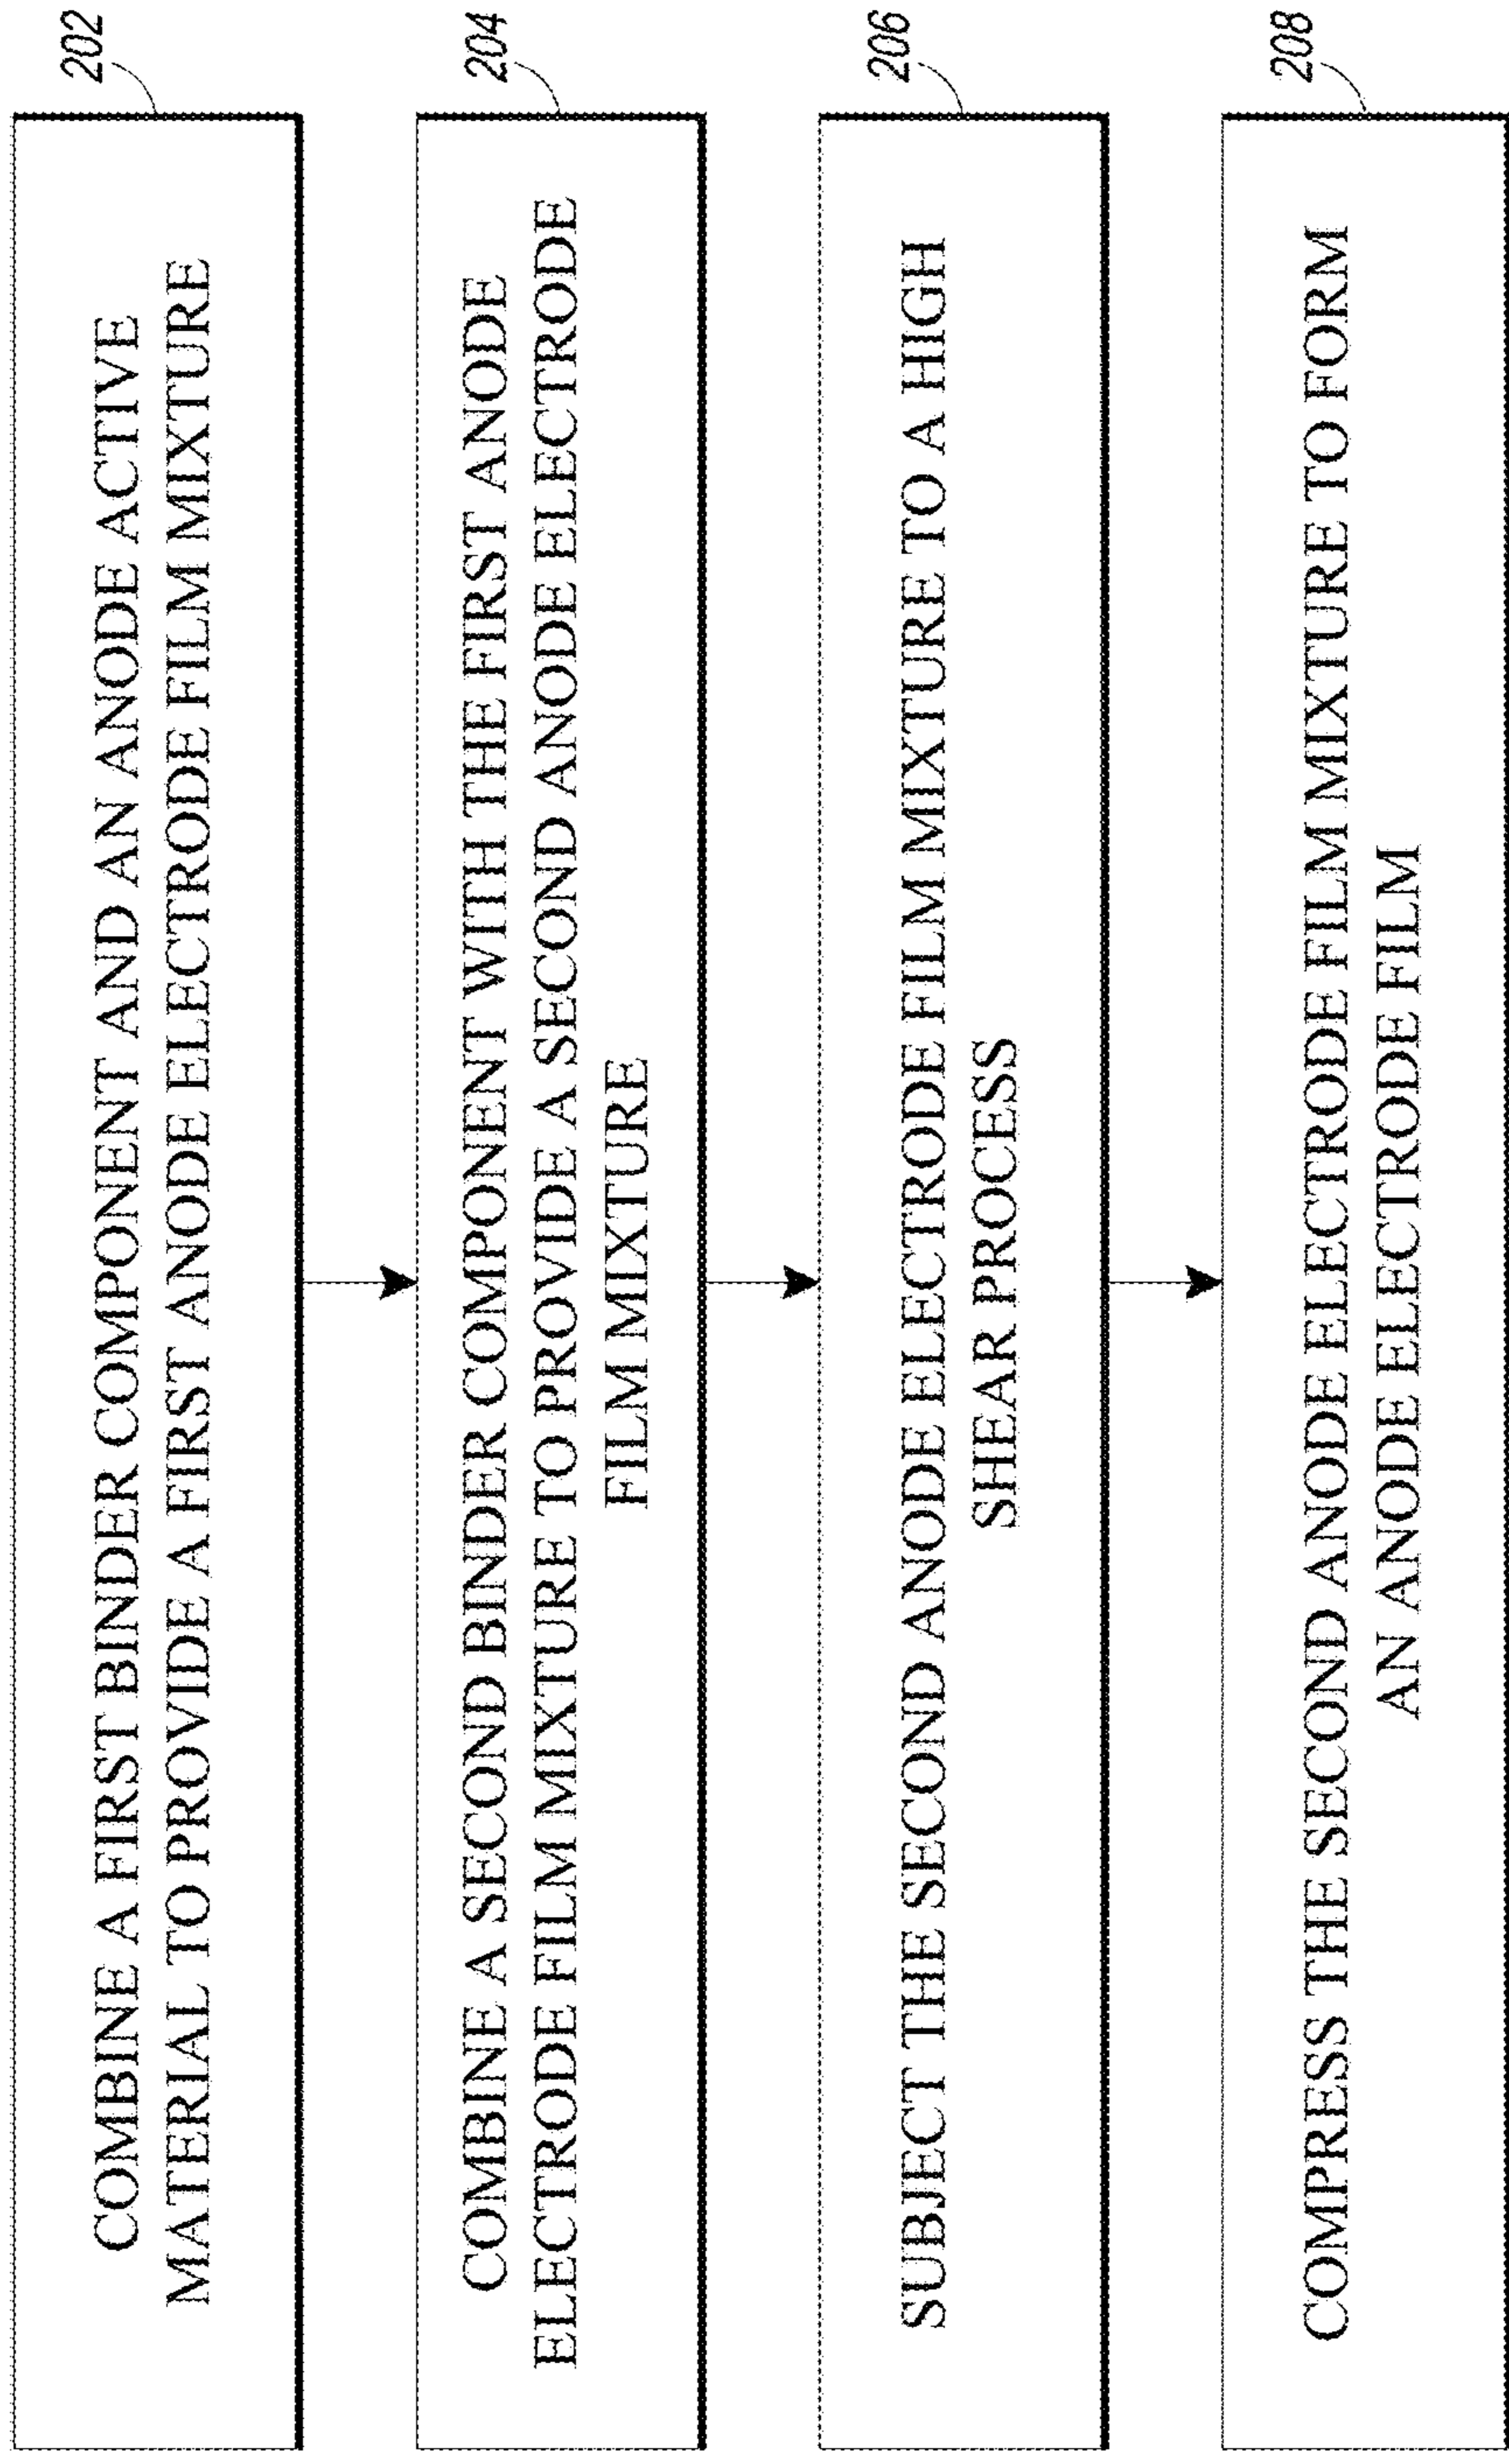 COMBINE A FIRST BINDER COMPONENT AND AN ANODE ACTIVE
MATERIAL TO PROVIDE A FIRST ANODE ELECTRODE FILM MIXTURE
202
COMBINE A SECOND BINDER COMPONENT WITH THE FIRST ANODE
ELECTRODE FILM MIXTURE TO PROVIDE A SECOND ANODE ELECTRODE
FILM MIXTURE
204
SUBJECT THE SECOND ANODE ELECTRODE FILM MIXTURE TO A HIGH
SHEAR PROCESS
206
COMPRESS THE SECOND ANODE ELECTRODE FILM MIXTURE TO FORM
AN ANODE ELECTRODE FILM
208